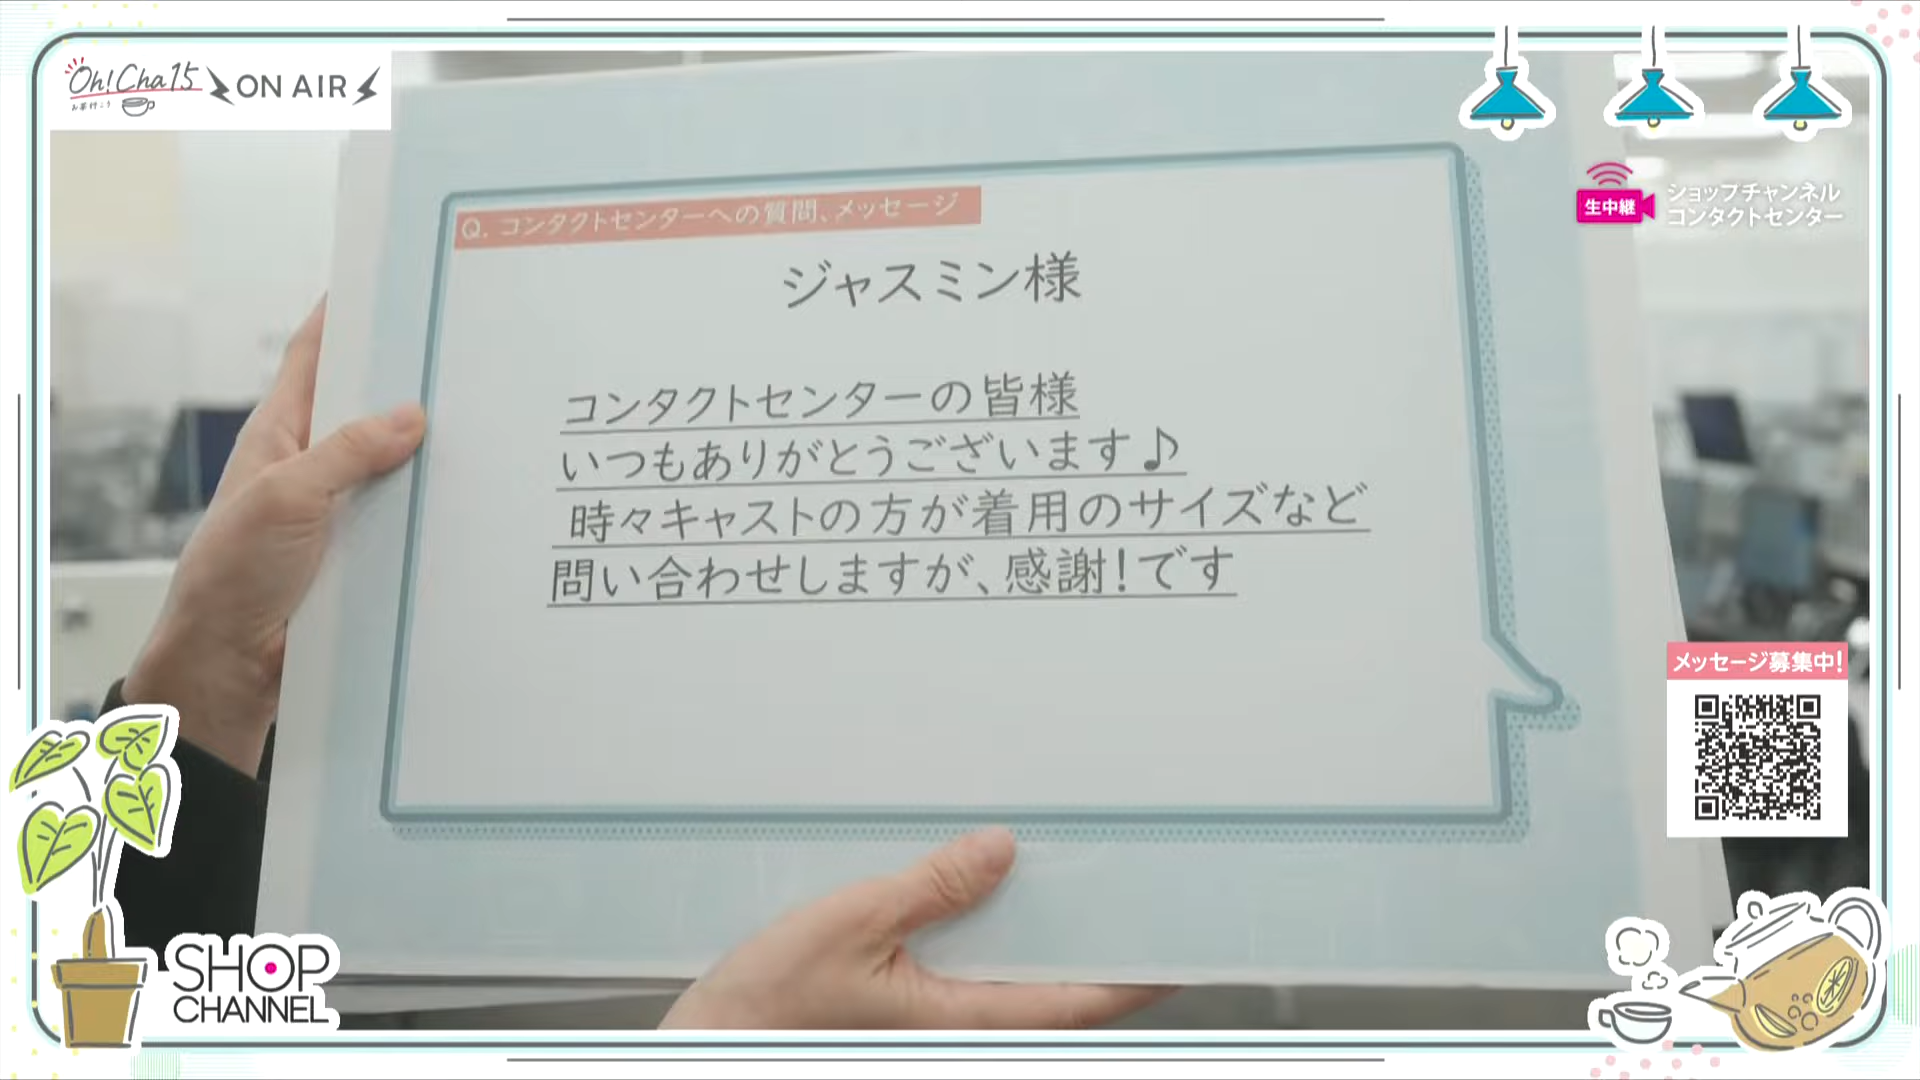 Oh!Cha15
お茶行こう
ON AIR
生中継
ショップチャンネル
コンタクトセンター
Q. コンタクトセンターへの質問、メッセージ
ジャスミン様
コンタクトセンターの皆様
いつもありがとうございます♪
時々キャストの方が着用のサイズなど
問い合わせしますが、感謝!です
メッセージ募集中!
SHOP
CHANNEL